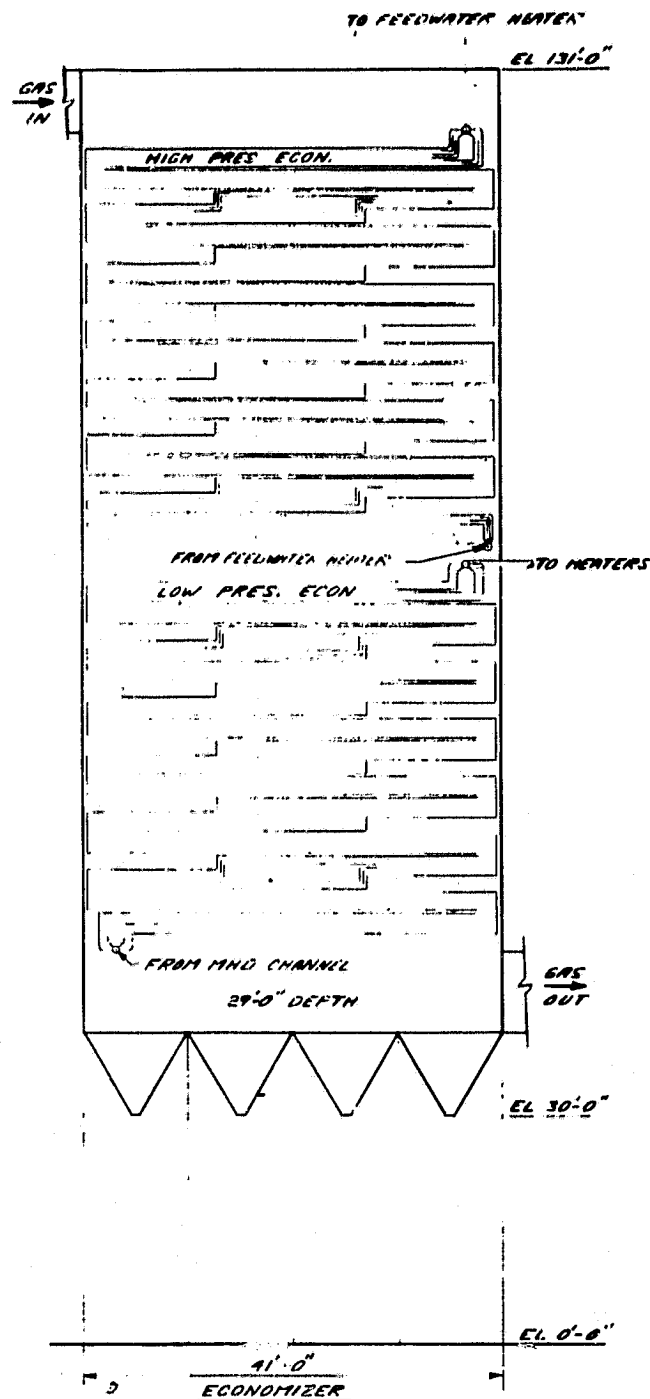 TO FEEDWATER HEATER
EL 131'-0"
GAS
IN
HIGH PRES ECON.
FROM FEEDWATER HEATER
TO HEATERS
LOW PRES. ECON
FROM MHD CHANNEL
29'-0" DEPTH
GAS
OUT
EL 30'-0"
EL 0'-6"
41'-0"
ECONOMIZER